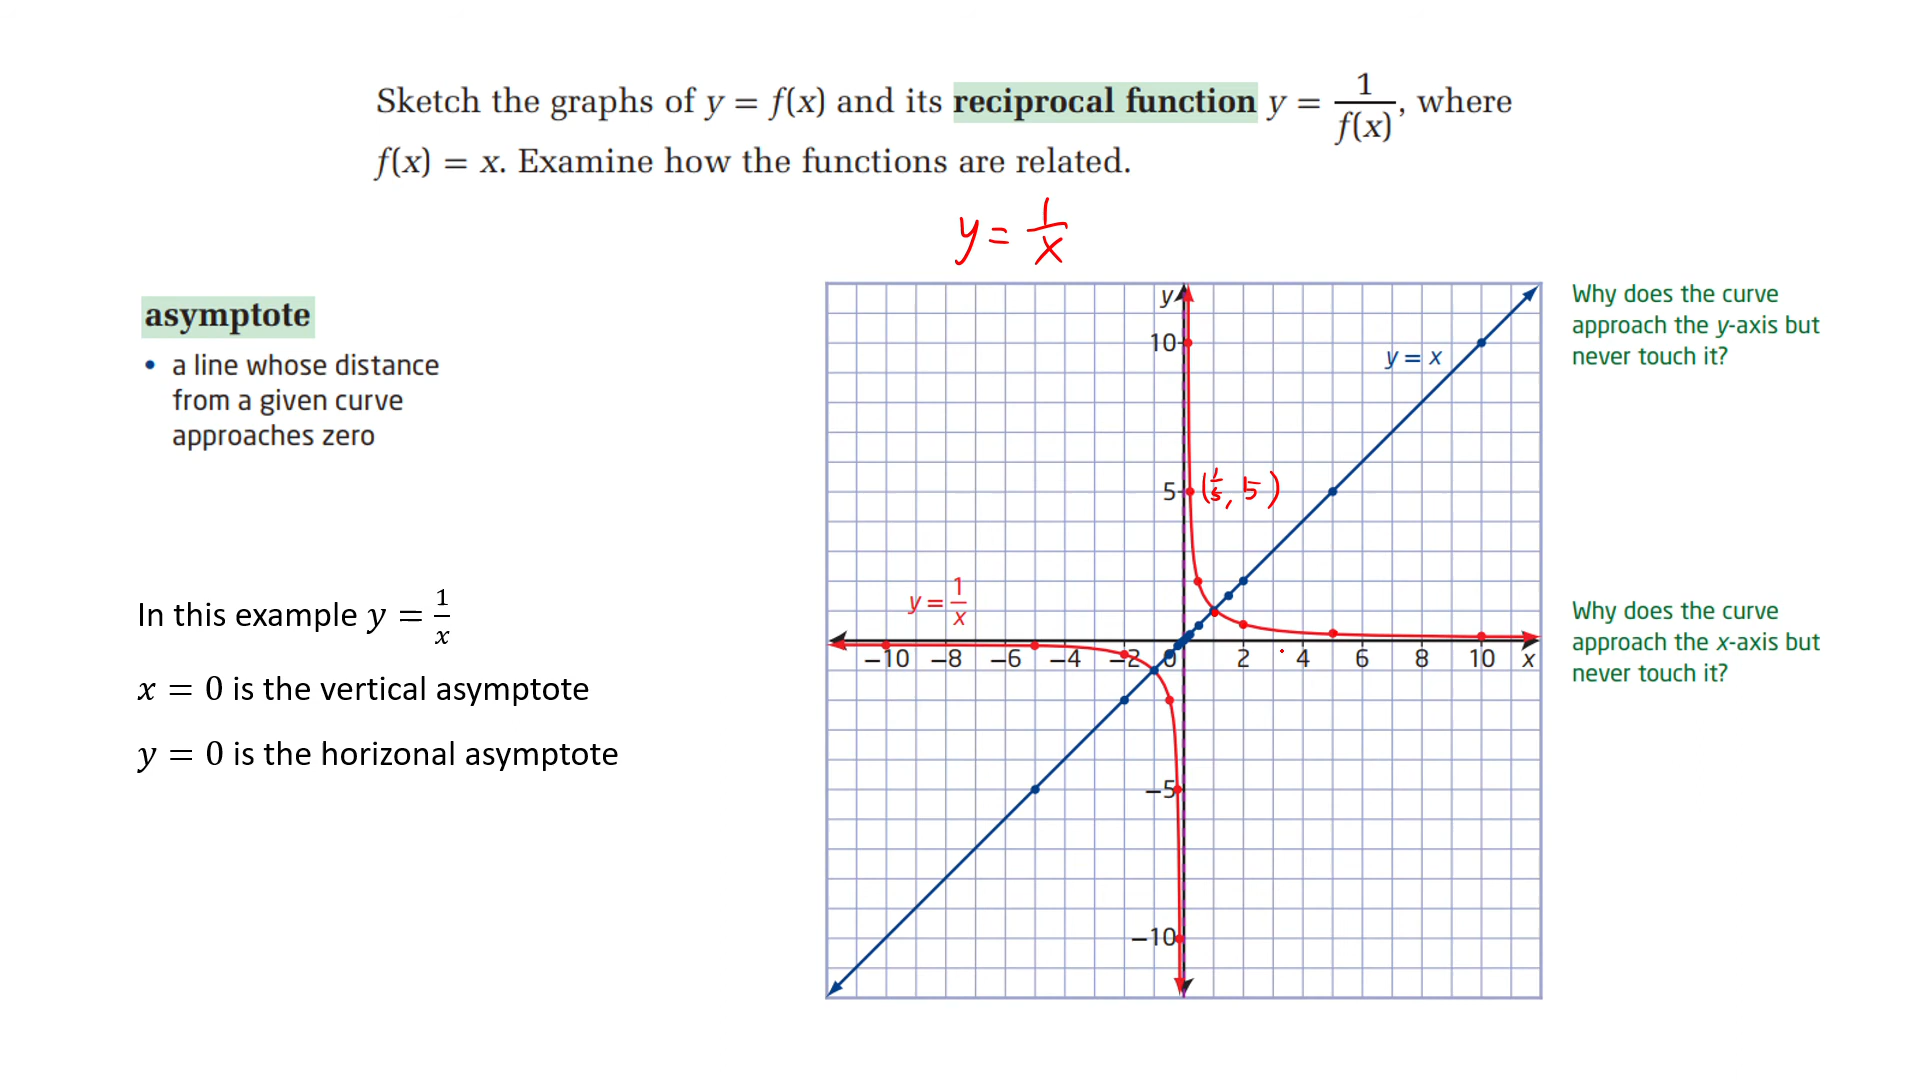 Sketch the graphs of y = f(x) and its reciprocal function y = 1/f(x), where
f(x) = x. Examine how the functions are related.
y = 1/x
asymptote
• a line whose distance
from a given curve
approaches zero
In this example y = 1/x
x = 0 is the vertical asymptote
y = 0 is the horizonal asymptote
y
10
y = x
5
(1/5, 5)
y = 1/x
−10 −8 −6 −4 −2 0 2 4 6 8 10 x
−5
−10
Why does the curve
approach the y-axis but
never touch it?
Why does the curve
approach the x-axis but
never touch it?